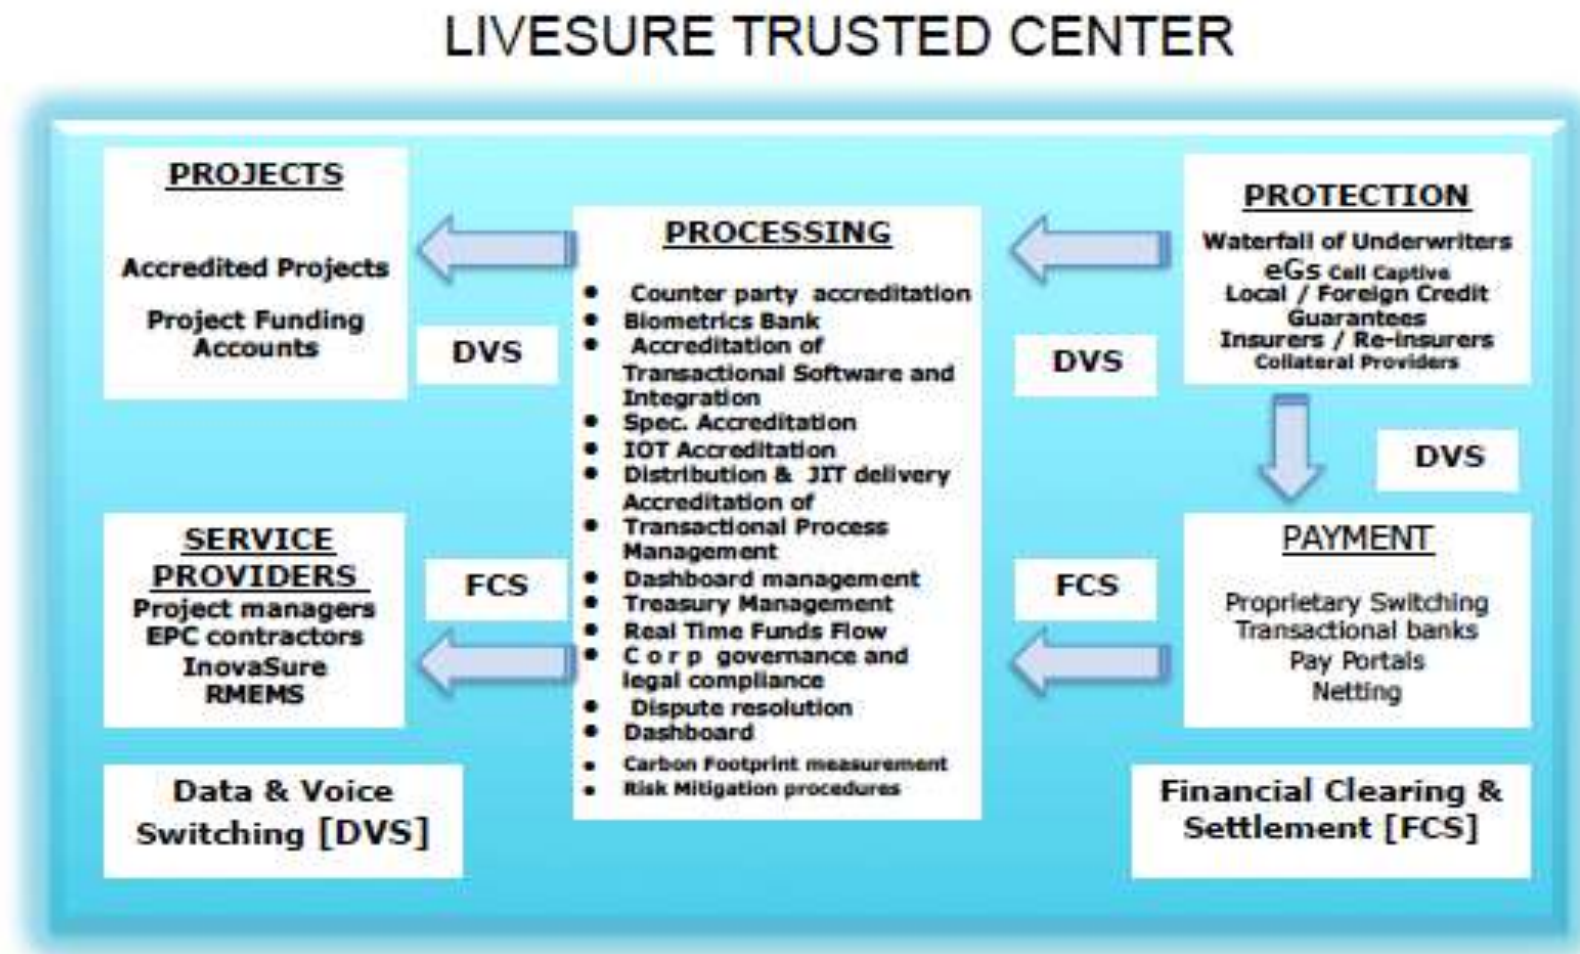 LIVESURE TRUSTED CENTER
PROJECTS
Accredited Projects
Project Funding
Accounts
DVS
SERVICE
PROVIDERS
Project managers
EPC contractors
InovaSure
RMEMS
FCS
Data & Voice
Switching [DVS]
PROCESSING
• Counter party accreditation
• Biometrics Bank
• Accreditation of
Transactional Software and
Integration
• Spec. Accreditation
• IOT Accreditation
• Distribution & JIT delivery
Accreditation of
• Transactional Process
Management
• Dashboard management
• Treasury Management
• Real Time Funds Flow
• C o r p governance and
legal compliance
• Dispute resolution
• Dashboard
• Carbon Footprint measurement
• Risk Mitigation procedures
DVS
FCS
PROTECTION
Waterfall of Underwriters
eGs Cell Captive
Local / Foreign Credit
Guarantees
Insurers / Re-insurers
Collateral Providers
DVS
PAYMENT
Proprietary Switching
Transactional banks
Pay Portals
Netting
Financial Clearing &
Settlement [FCS]